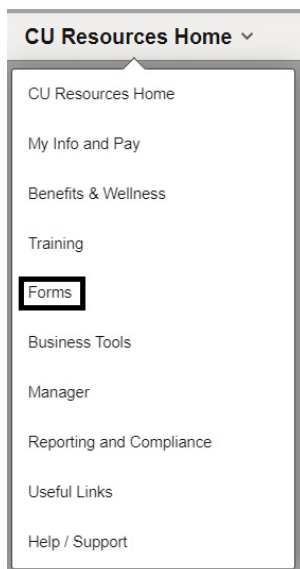 CU Resources Home
CU Resources Home
My Info and Pay
Benefits & Wellness
Training
Forms
Business Tools
Manager
Reporting and Compliance
Useful Links
Help / Support